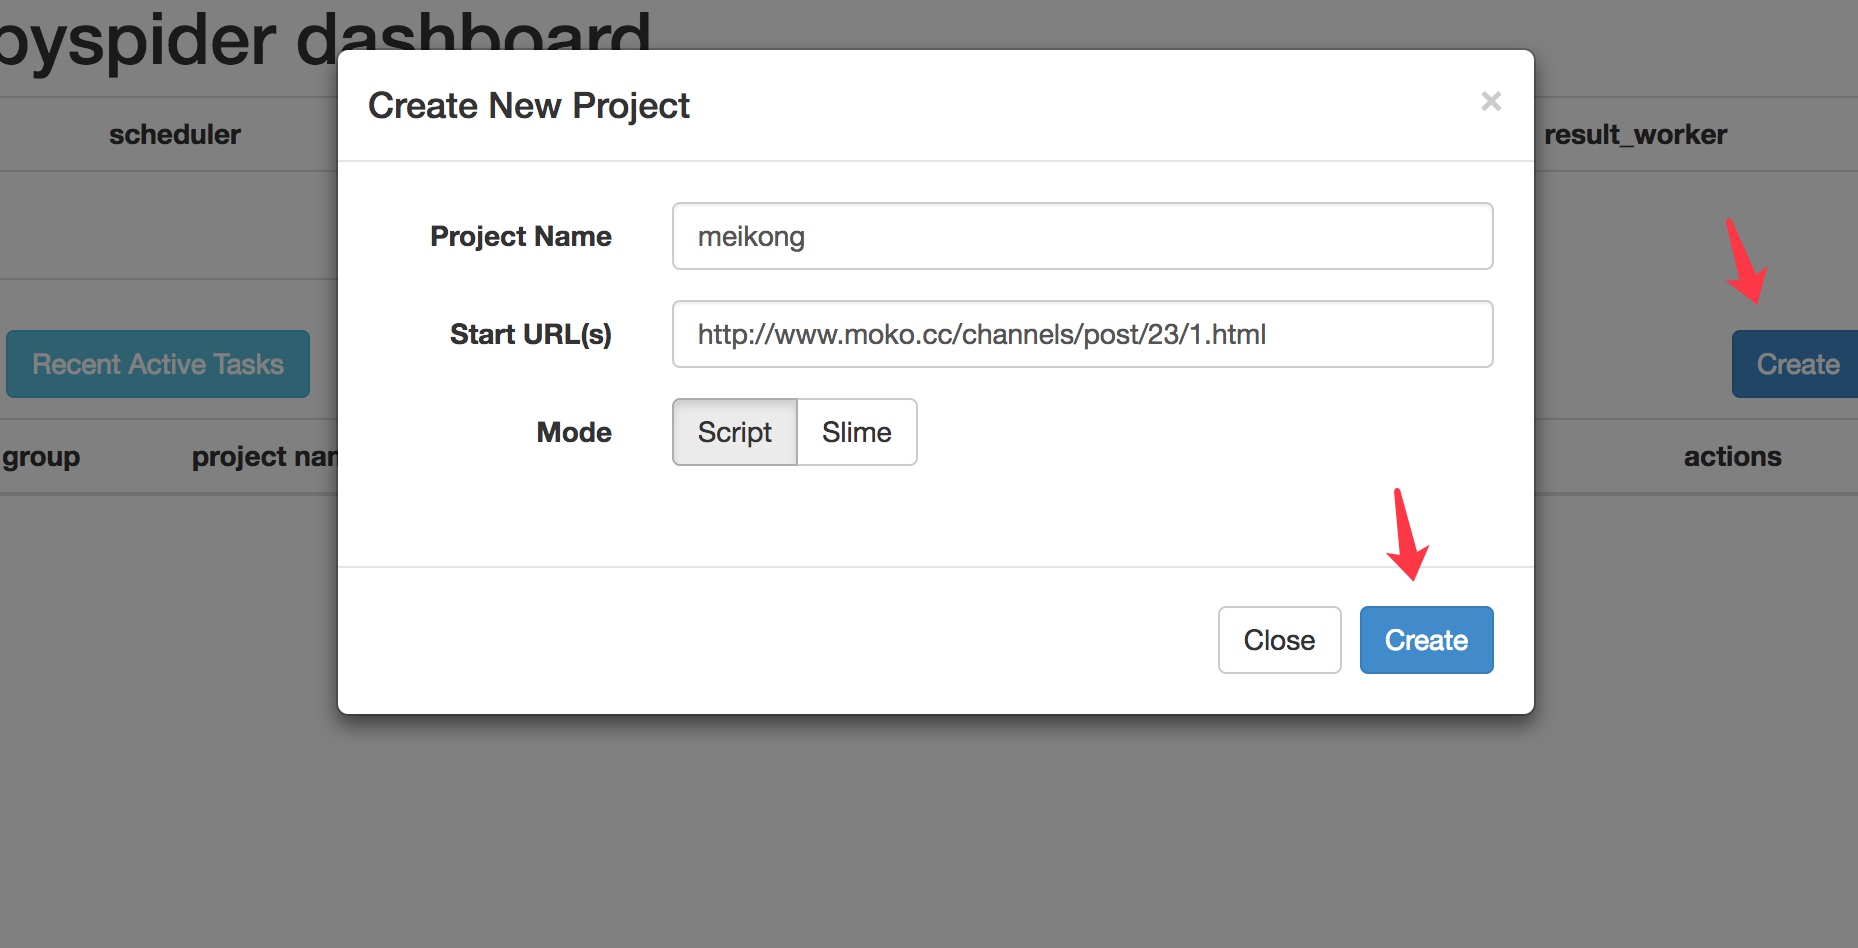 pyspider dashboard
Create New Project
×
scheduler
result_worker
Project Name
meikong
Start URL(s)
http://www.moko.cc/channels/post/23/1.html
Recent Active Tasks
Create
Mode
Script
Slime
group
project nam
actions
Close
Create